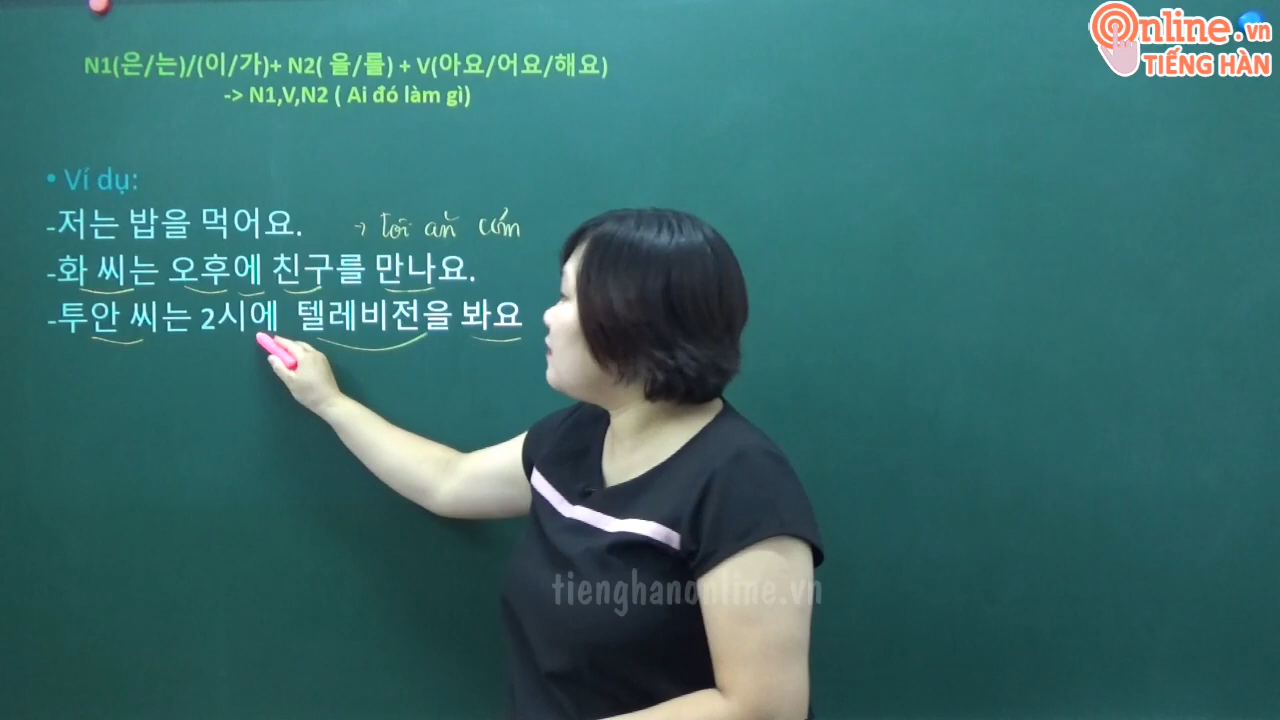 Online.vn
TIẾNG HÀN
N1(은/는)/(이/가)+ N2( 을/를) + V(아요/어요/해요)
-> N1,V,N2 ( Ai đó làm gì)
• Ví dụ:
-저는 밥을 먹어요. → tôi ăn cơm
-화 씨는 오후에 친구를 만나요.
-투안 씨는 2시에 텔레비전을 봐요
tienghanonline.vn